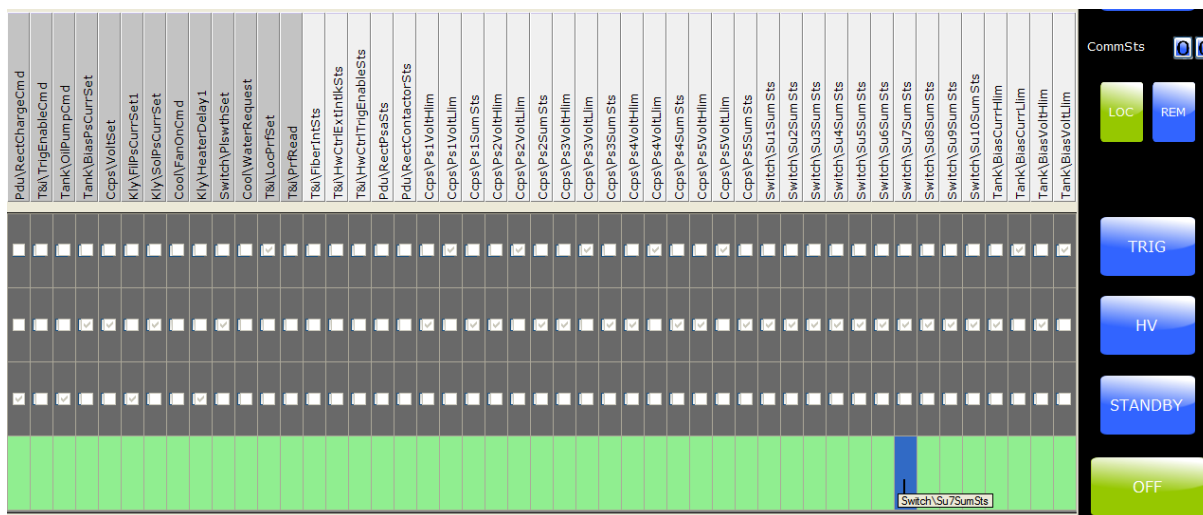 Pdu\RectChargeCmd
T&I\TrigEnableCmd
Tank\OilPumpCmd
Tank\BiasPsCurrSet
Ccps\VoltSet
Kly\FilPsCurrSet1
Kly\SolPsCurrSet
Cool\FanOnCmd
Kly\HeaterDelay1
Switch\PlswthSet
Cool\WaterRequest
T&I\LocPrfSet
T&I\PrfRead
T&I\FiberIntSts
T&I\HwCtrlExtIntlkSts
T&I\HwCtrlTrigEnableSts
Pdu\RectPsaSts
Pdu\RectContactorSts
Ccps\Ps1VoltHlim
Ccps\Ps1VoltLlim
Ccps\Ps1SumSts
Ccps\Ps2VoltHlim
Ccps\Ps2VoltLlim
Ccps\Ps2SumSts
Ccps\Ps3VoltHlim
Ccps\Ps3VoltLlim
Ccps\Ps3SumSts
Ccps\Ps4VoltHlim
Ccps\Ps4VoltLlim
Ccps\Ps4SumSts
Ccps\Ps5VoltHlim
Ccps\Ps5VoltLlim
Ccps\Ps5SumSts
Switch\Su1SumSts
Switch\Su2SumSts
Switch\Su3SumSts
Switch\Su4SumSts
Switch\Su5SumSts
Switch\Su6SumSts
Switch\Su7SumSts
Switch\Su8SumSts
Switch\Su9SumSts
Switch\Su10SumSts
Tank\BiasCurrHlim
Tank\BiasCurrLlim
Tank\BiasVoltHlim
Tank\BiasVoltLlim
CommSts 0
LOC REM
TRIG
HV
STANDBY
OFF
Switch\Su7SumSts